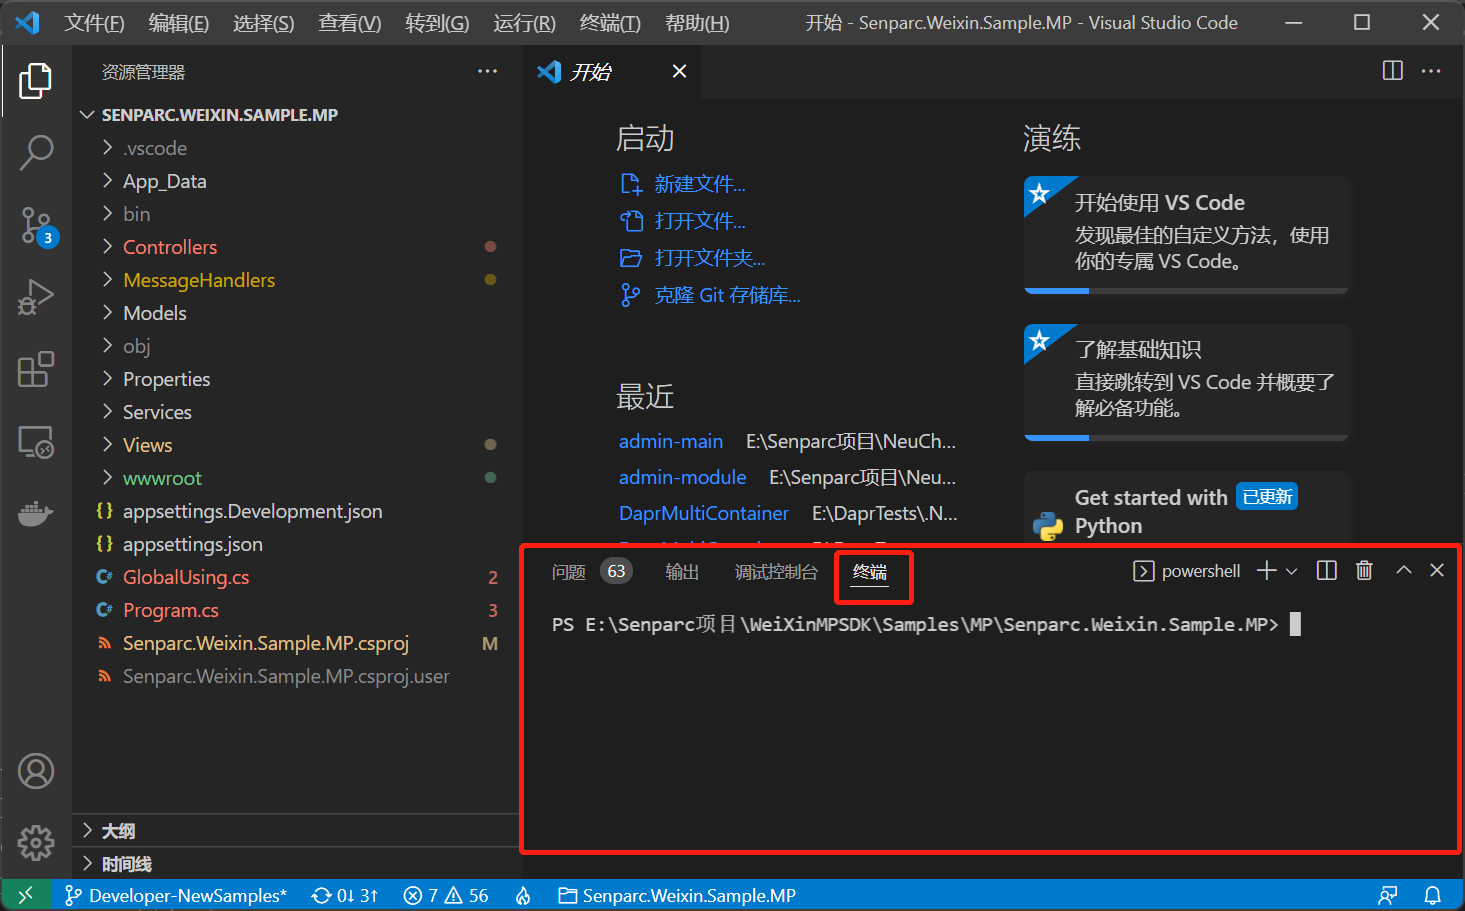 文件(F) 编辑(E) 选择(S) 查看(V) 转到(G) 运行(R) 终端(T) 帮助(H) 开始 - Senparc.Weixin.Sample.MP - Visual Studio Code
资源管理器
SENPARC.WEIXIN.SAMPLE.MP
.vscode
App_Data
bin
Controllers
MessageHandlers
Models
obj
Properties
Services
Views
wwwroot
{} appsettings.Development.json
{} appsettings.json
C# GlobalUsing.cs 2
C# Program.cs 3
Senparc.Weixin.Sample.MP.csproj M
Senparc.Weixin.Sample.MP.csproj.user
大纲
时间线
3
开始
启动
新建文件...
打开文件...
打开文件夹...
克隆 Git 存储库...
最近
admin-main E:\Senparc项目\NeuCh...
admin-module E:\Senparc项目\Neu...
DaprMultiContainer E:\DaprTests\.N...
演练
开始使用 VS Code
发现最佳的自定义方法，使用
你的专属 VS Code。
了解基础知识
直接跳转到 VS Code 并概要了
解必备功能。
Get started with 已更新
Python
问题 63 输出 调试控制台 终端 powershell
PS E:\Senparc项目\WeiXinMPSDK\Samples\MP\Senparc.Weixin.Sample.MP>
Developer-NewSamples* 0↓ 3↑ 7 56 Senparc.Weixin.Sample.MP